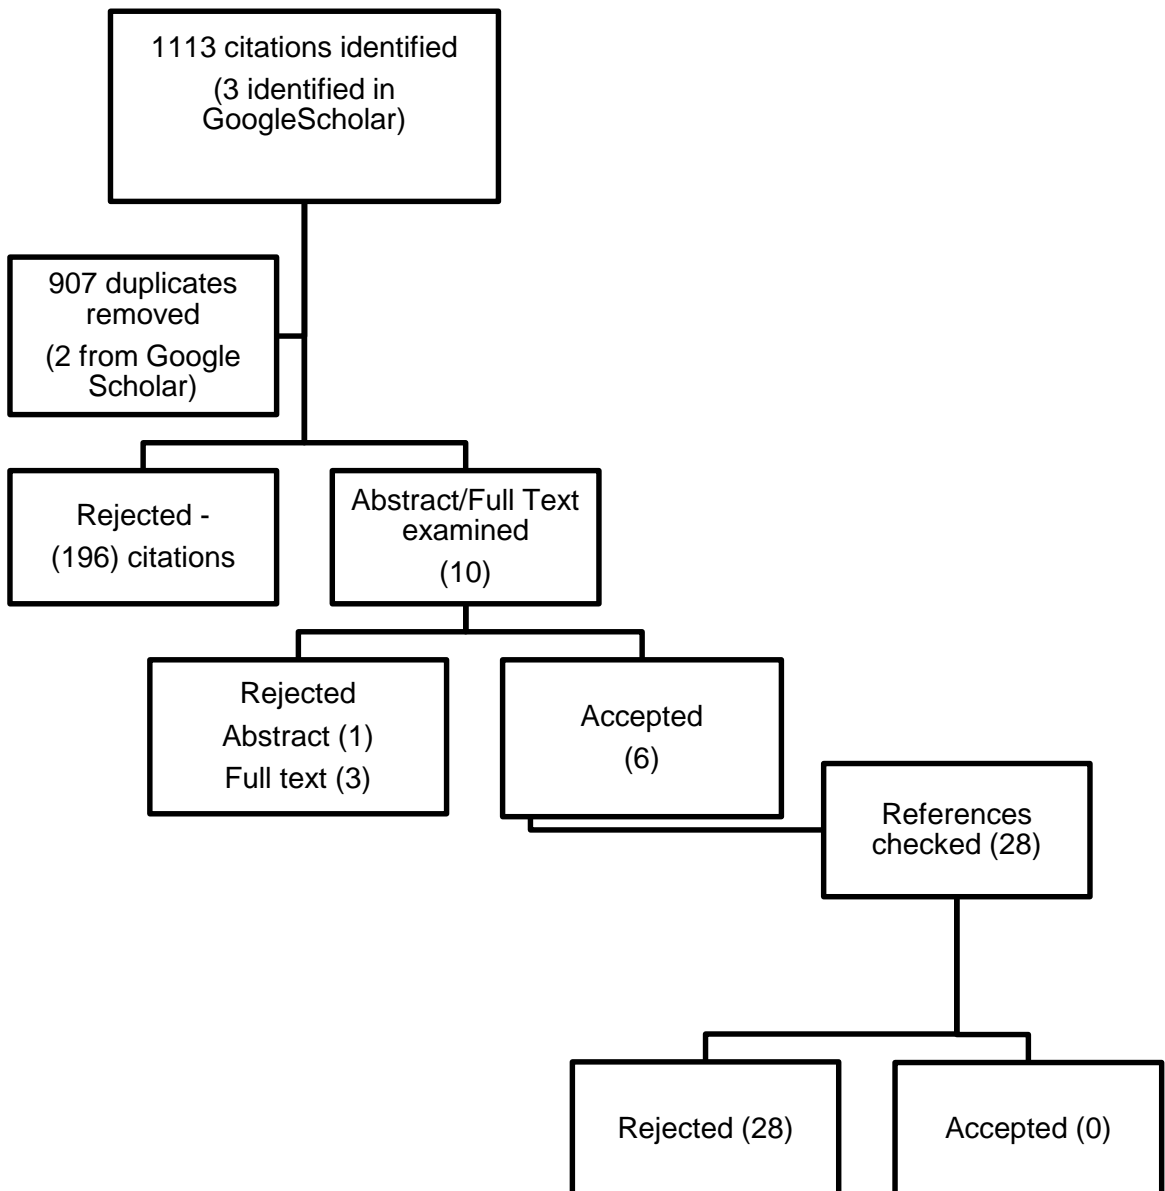 1113 citations identified
(3 identified in
GoogleScholar)
907 duplicates
removed
(2 from Google
Scholar)
Rejected -
(196) citations
Abstract/Full Text
examined
(10)
Rejected
Abstract (1)
Full text (3)
Accepted
(6)
References
checked (28)
Rejected (28)
Accepted (0)